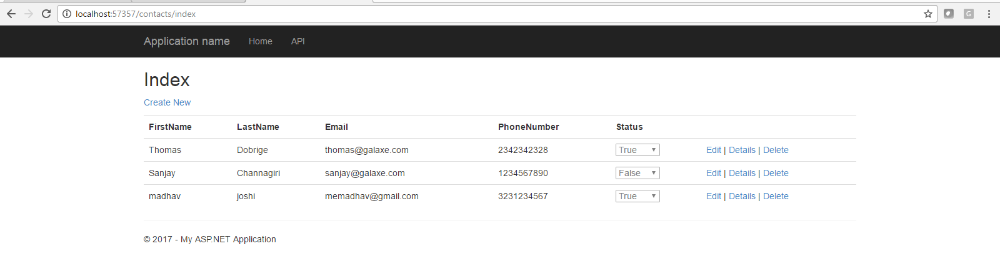 localhost:57357/contacts/index
Application name Home API
Index
Create New
FirstName LastName Email PhoneNumber Status
Thomas Dobrige thomas@galaxe.com 2342342328 True Edit | Details | Delete
Sanjay Channagiri sanjay@galaxe.com 1234567890 False Edit | Details | Delete
madhav joshi memadhav@gmail.com 3231234567 True Edit | Details | Delete
© 2017 - My ASP.NET Application